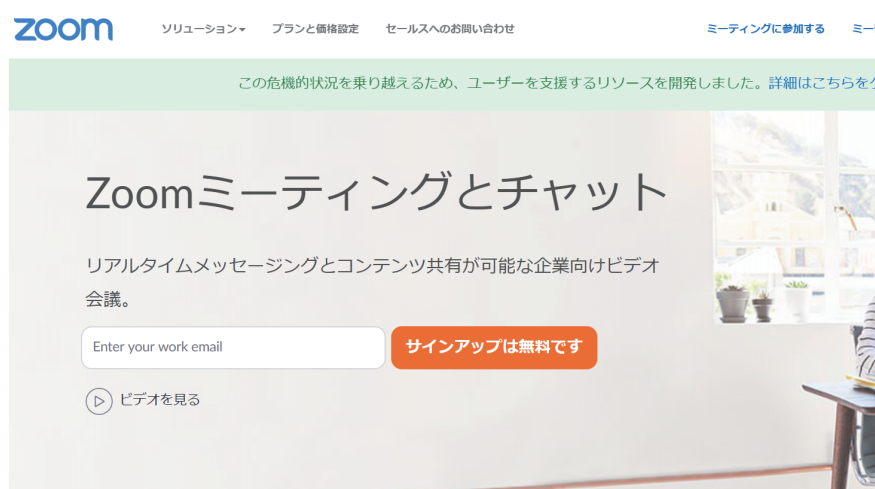 zoom
ソリューション▾ プランと価格設定 セールスへのお問い合わせ ミーティングに参加する
この危機的状況を乗り越えるため、ユーザーを支援するリソースを開発しました。詳細はこちらを
Zoomミーティングとチャット
リアルタイムメッセージングとコンテンツ共有が可能な企業向けビデオ
会議。
Enter your work email サインアップは無料です
ビデオを見る